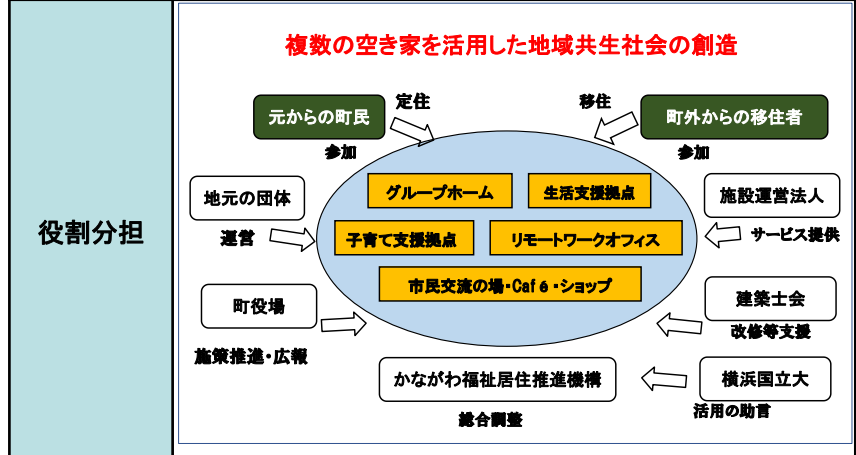 役割分担
複数の空き家を活用した地域共生社会の創造
元からの町民
定住
参加
移住
町外からの移住者
参加
地元の団体
運営
グループホーム
生活支援拠点
子育て支援拠点
リモートワークオフィス
市民交流の場・Café・ショップ
施設運営法人
サービス提供
町役場
施策推進・広報
建築士会
改修等支援
かながわ福祉居住推進機構
総合調整
横浜国立大
活用の助言